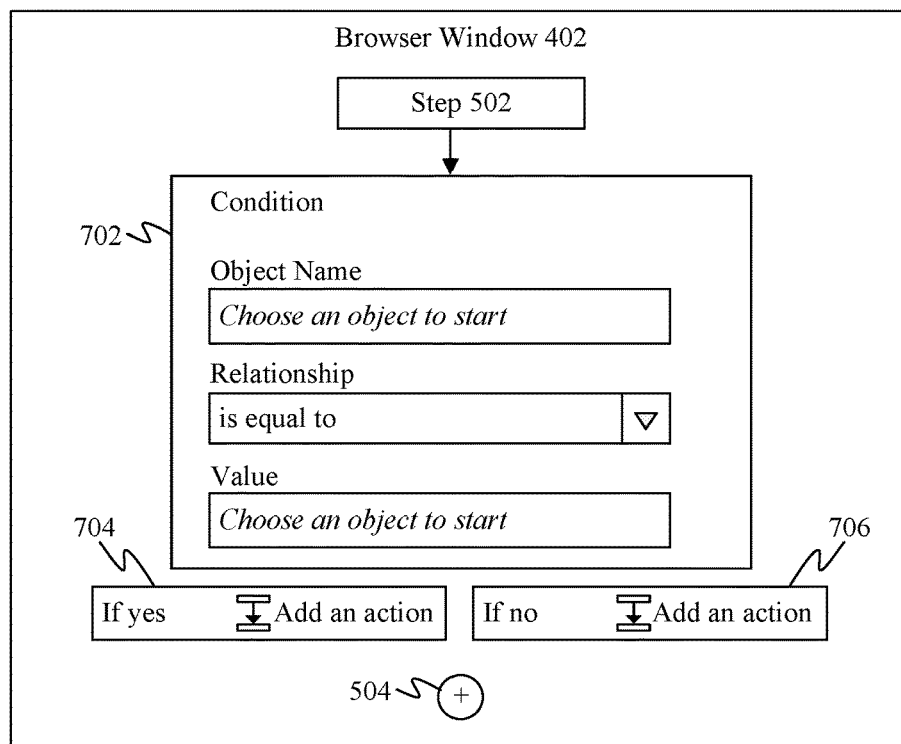 Browser Window 402
Step 502
Condition
702
Object Name
Choose an object to start
Relationship
is equal to
Value
Choose an object to start
704
706
If yes Add an action
If no Add an action
504 +